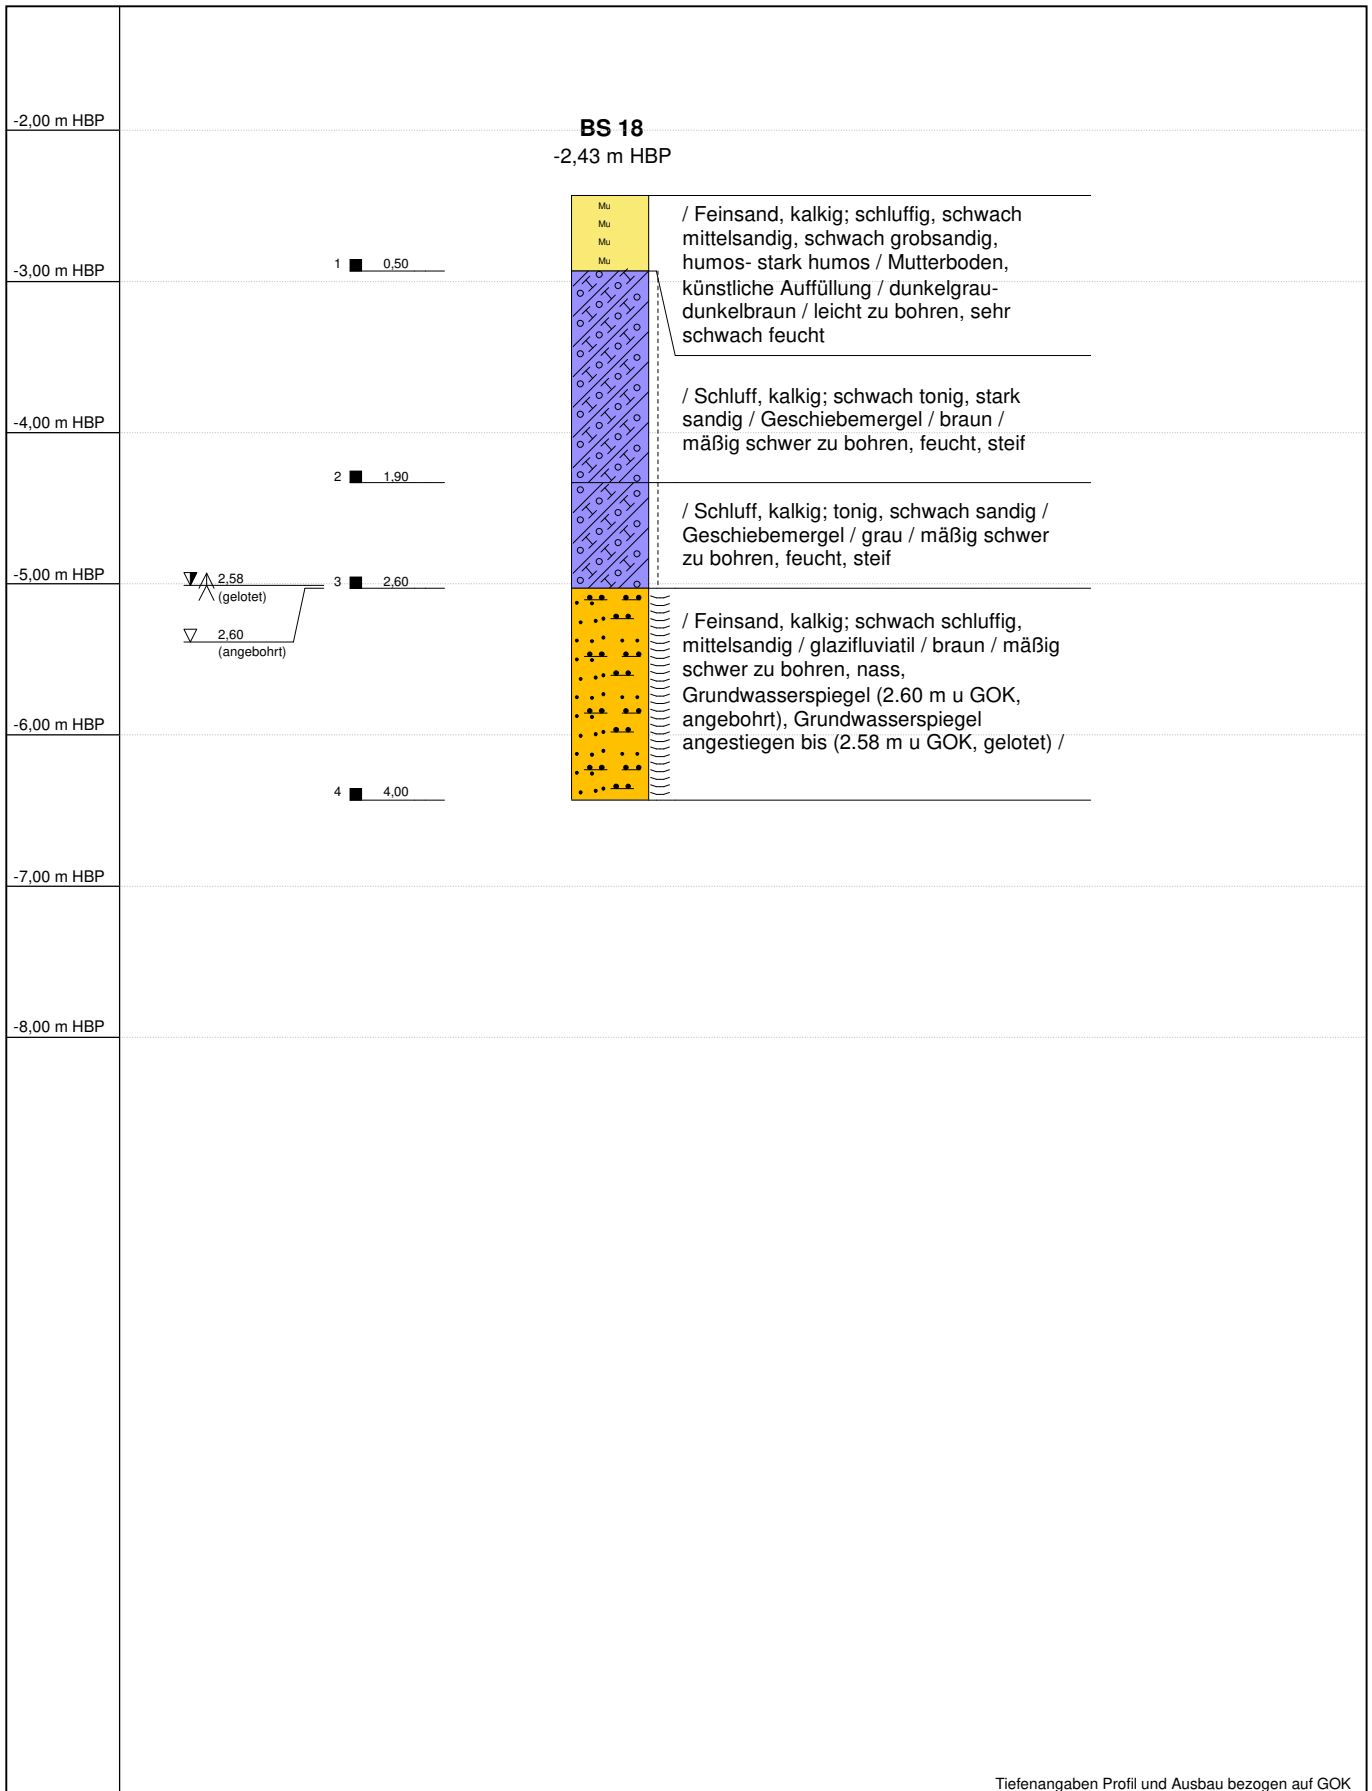 -2,00 m HBP
BS 18
-2,43 m HBP
Mu
Mu
Mu
Mu
/ Feinsand, kalkig; schluffig, schwach
mittelsandig, schwach grobsandig,
humos- stark humos / Mutterboden,
künstliche Auffüllung / dunkelgrau-
dunkelbraun / leicht zu bohren, sehr
schwach feucht
1 0,50
-3,00 m HBP
/ Schluff, kalkig; schwach tonig, stark
sandig / Geschiebemergel / braun /
mäßig schwer zu bohren, feucht, steif
-4,00 m HBP
2 1,90
/ Schluff, kalkig; tonig, schwach sandig /
Geschiebemergel / grau / mäßig schwer
zu bohren, feucht, steif
-5,00 m HBP
2,58
(gelotet)
3 2,60
2,60
(angebohrt)
/ Feinsand, kalkig; schwach schluffig,
mittelsandig / glazifluviatil / braun / mäßig
schwer zu bohren, nass,
Grundwasserspiegel (2.60 m u GOK,
angebohrt), Grundwasserspiegel
angestiegen bis (2.58 m u GOK, gelotet) /
-6,00 m HBP
4 4,00
-7,00 m HBP
-8,00 m HBP
Tiefenangaben Profil und Ausbau bezogen auf GOK